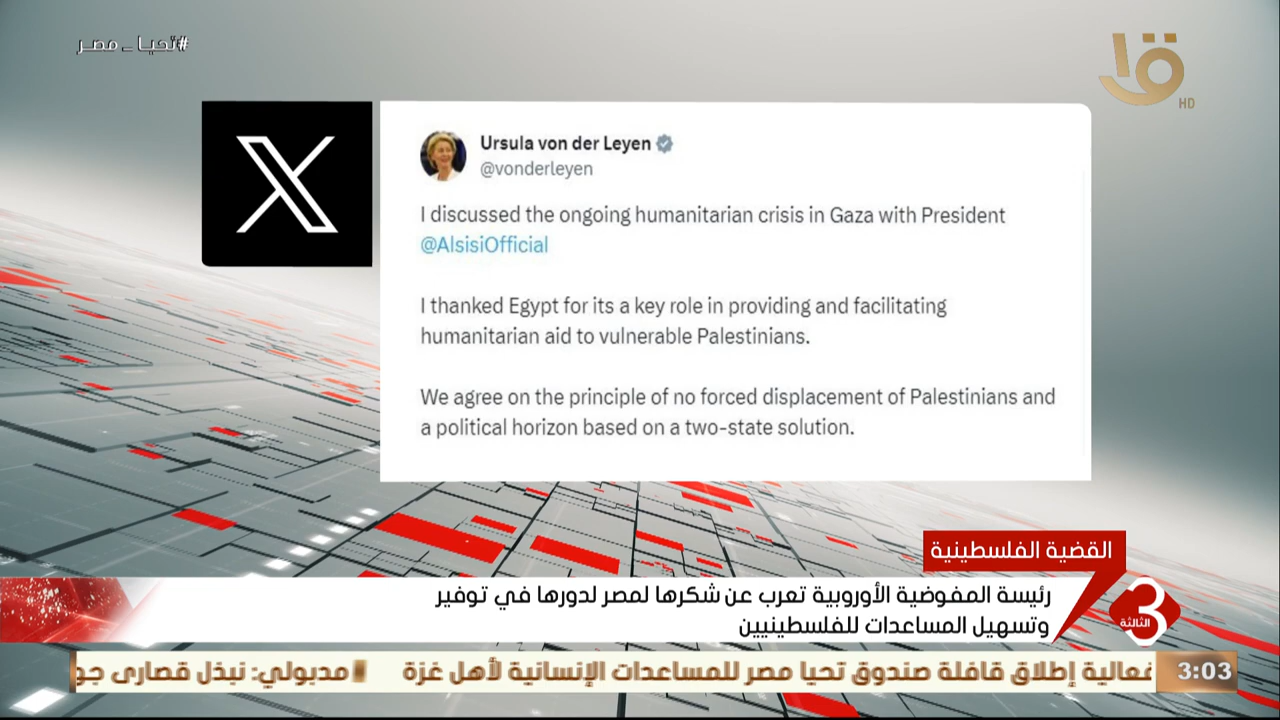 #تحيا_مصر
HD
Ursula von der Leyen
@vonderleyen
I discussed the ongoing humanitarian crisis in Gaza with President
@AlsisiOfficial
I thanked Egypt for its a key role in providing and facilitating
humanitarian aid to vulnerable Palestinians.
We agree on the principle of no forced displacement of Palestinians and
a political horizon based on a two-state solution.
القضية الفلسطينية
رئيسة المفوضية الأوروبية تعرب عن شكرها لمصر لدورها في توفير
وتسهيل المساعدات للفلسطينيين
3 الثالثة
فعالية إطلاق قافلة صندوق تحيا مصر للمساعدات الإنسانية لأهل غزة مدبولي: نبذل قصارى جو
3:03